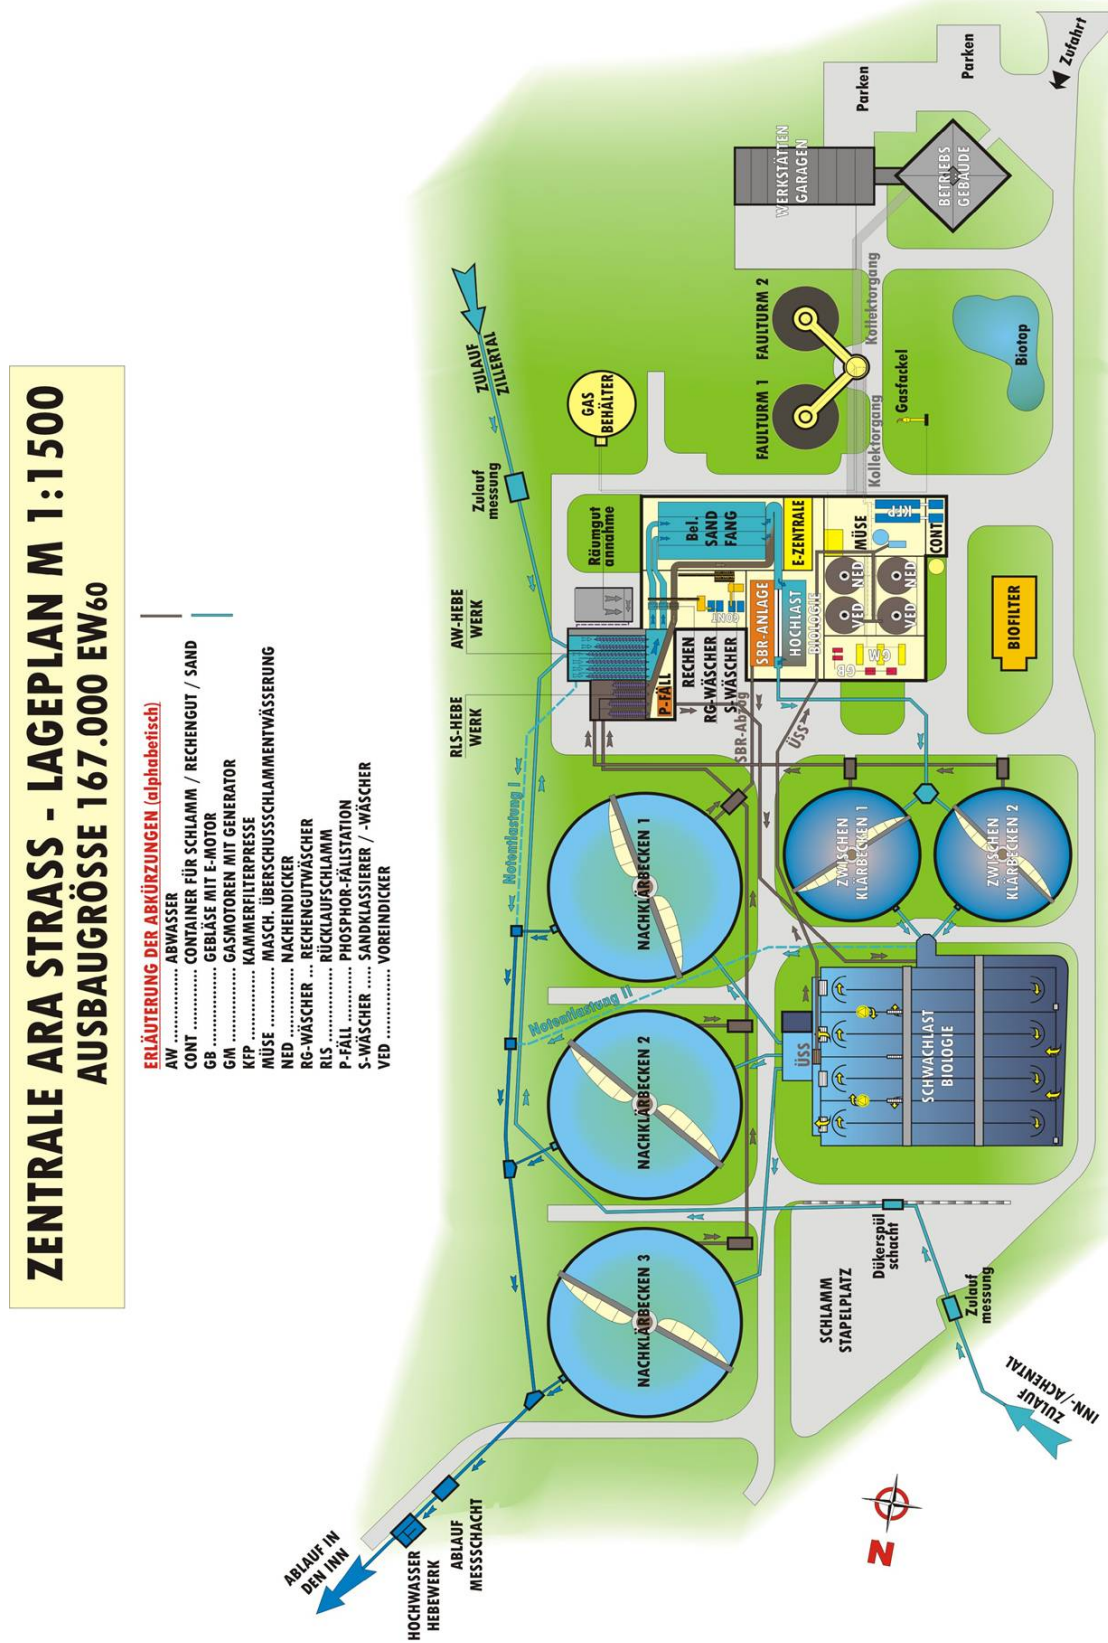 ZENTRALE ARA STRASS - LAGEPLAN M 1:1500
AUSBAUGRÖSSE 167.000 EW60
ERLÄUTERUNG DER ABKÜRZUNGEN (alphabetisch)
AW ................ ABWASSER
CONT ............. CONTAINER FÜR SCHLAMM / RECHENGUT / SAND
GB ................ GEBLÄSE MIT E-MOTOR
GM ................ GASMOTOREN MIT GENERATOR
KFP ................ KAMMERFILTERPRESSE
MÜSE ............. MASCH. ÜBERSCHUSSSCHLAMMENTWÄSSERUNG
NED ............... NACHEINDICKER
RG-WÄSCHER ... RECHENGUTWÄSCHER
RLS ................ RÜCKLAUFSCHLAMM
P-FÄLL ............ PHOSPHOR-FÄLLSTATION
S-WÄSCHER ..... SANDKLASSIERER / -WÄSCHER
VED ................ VOREINDICKER
ABLAUF IN
DEN INN
HOCHWASSER
HEBEWERK
ABLAUF
MESSSCHACHT
RLS-HEBE
WERK
AW-HEBE
WERK
Zulauf
messung
ZULAUF
ZILLERTAL
Notentlastung I
Notentlastung II
NACHKLÄRBECKEN 3
NACHKLÄRBECKEN 2
NACHKLÄRBECKEN 1
Räumgut
annahme
GAS
BEHÄLTER
P-FÄLL
RECHEN
RG-WÄSCHER
S-WÄSCHER
CONT
Bel.
SAND
FANG
SBR-Abzog
ÜSS
SBR-ANLAGE
HOCHLAST
BIOLOGIE
E-ZENTRALE
MÜSE
KFP
CONT
GB
GM
VED
NED
VED
NED
FAULTURM 1
FAULTURM 2
Kollektorgang
Kollektorgang
Gasfackel
WERKSTÄTTEN
GARAGEN
BETRIEBS
GEBÄUDE
Parken
Parken
Zufahrt
Biotop
BIOFILTER
ZWISCHEN
KLÄRBECKEN 1
ZWISCHEN
KLÄRBECKEN 2
ÜSS
SCHWACHLAST
BIOLOGIE
Dükerspül
schacht
SCHLAMM
STAPELPLATZ
Zulauf
messung
ZULAUF
INN-/ACHENTAL
N